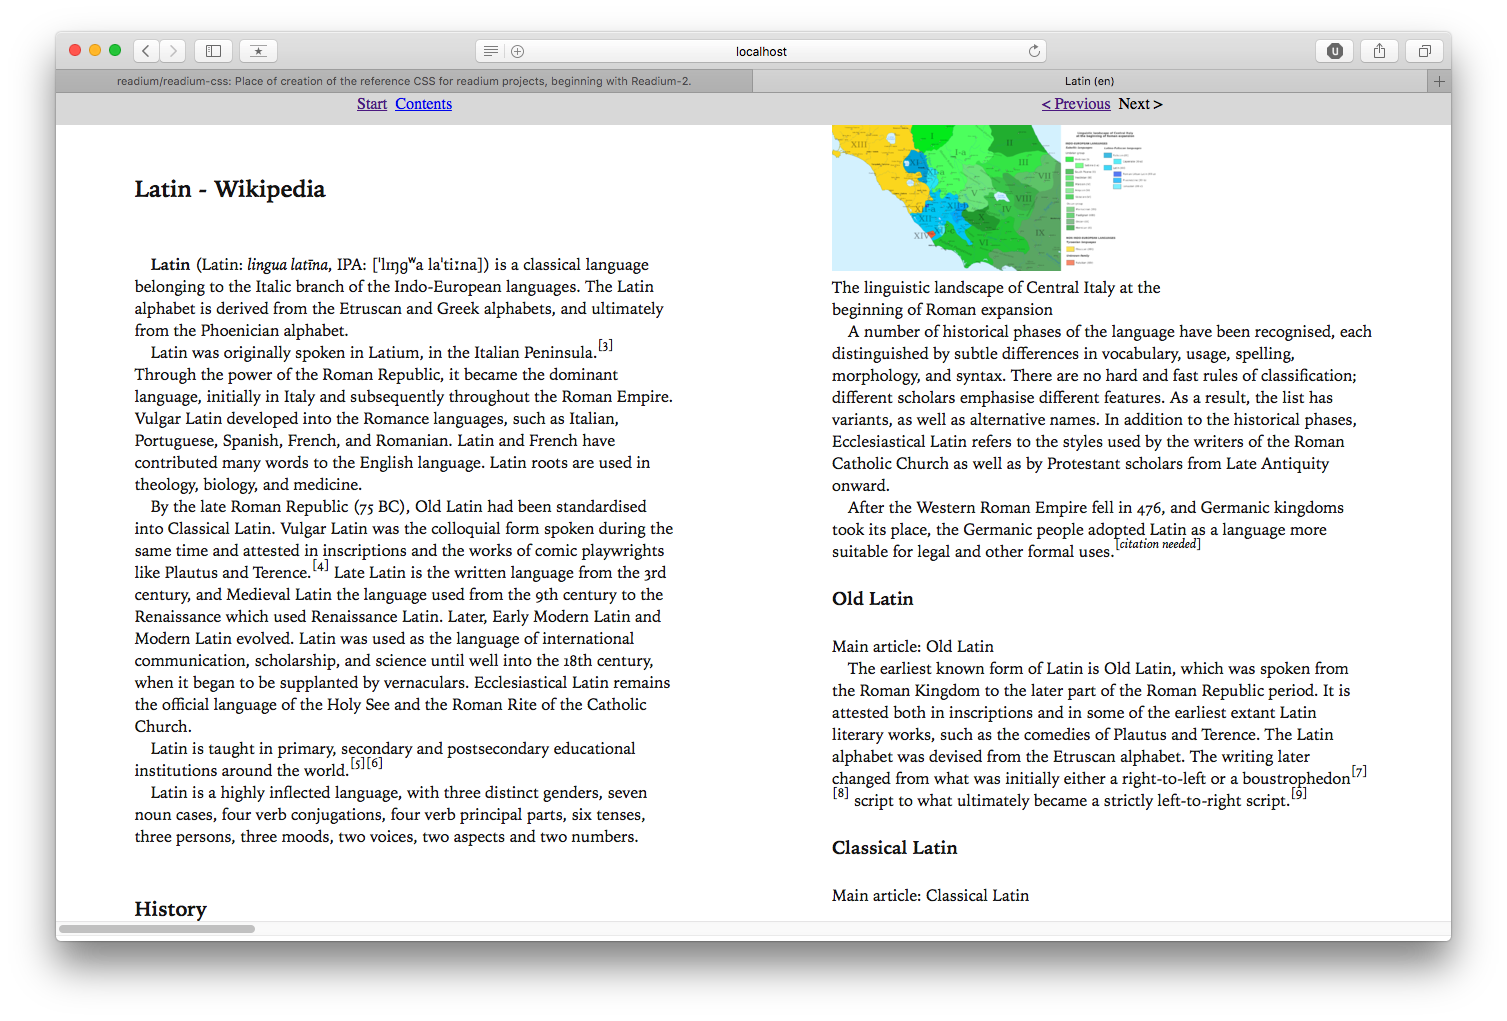 localhost
readium/readium-css: Place of creation of the reference CSS for readium projects, beginning with Readium-2.
Latin (en)
Start Contents
< Previous Next >
Latin - Wikipedia
Latin (Latin: lingua latīna, IPA: [ˈlɪŋɡʷa laˈtiːna]) is a classical language
belonging to the Italic branch of the Indo-European languages. The Latin
alphabet is derived from the Etruscan and Greek alphabets, and ultimately
from the Phoenician alphabet.
Latin was originally spoken in Latium, in the Italian Peninsula.[3]
Through the power of the Roman Republic, it became the dominant
language, initially in Italy and subsequently throughout the Roman Empire.
Vulgar Latin developed into the Romance languages, such as Italian,
Portuguese, Spanish, French, and Romanian. Latin and French have
contributed many words to the English language. Latin roots are used in
theology, biology, and medicine.
By the late Roman Republic (75 BC), Old Latin had been standardised
into Classical Latin. Vulgar Latin was the colloquial form spoken during the
same time and attested in inscriptions and the works of comic playwrights
like Plautus and Terence.[4] Late Latin is the written language from the 3rd
century, and Medieval Latin the language used from the 9th century to the
Renaissance which used Renaissance Latin. Later, Early Modern Latin and
Modern Latin evolved. Latin was used as the language of international
communication, scholarship, and science until well into the 18th century,
when it began to be supplanted by vernaculars. Ecclesiastical Latin remains
the official language of the Holy See and the Roman Rite of the Catholic
Church.
Latin is taught in primary, secondary and postsecondary educational
institutions around the world.[5][6]
Latin is a highly inflected language, with three distinct genders, seven
noun cases, four verb conjugations, four verb principal parts, six tenses,
three persons, three moods, two voices, two aspects and two numbers.
History
XIII
I
II
I-a
III
XI
XI-a
VII
V
VIII
XII-a
XII-b
IV
XII
X
XIV
VI
IX
Linguistic landscape of Central Italy
at the beginning of Roman expansion
The linguistic landscape of Central Italy at the
beginning of Roman expansion
A number of historical phases of the language have been recognised, each
distinguished by subtle differences in vocabulary, usage, spelling,
morphology, and syntax. There are no hard and fast rules of classification;
different scholars emphasise different features. As a result, the list has
variants, as well as alternative names. In addition to the historical phases,
Ecclesiastical Latin refers to the styles used by the writers of the Roman
Catholic Church as well as by Protestant scholars from Late Antiquity
onward.
After the Western Roman Empire fell in 476, and Germanic kingdoms
took its place, the Germanic people adopted Latin as a language more
suitable for legal and other formal uses.[citation needed]
Old Latin
Main article: Old Latin
The earliest known form of Latin is Old Latin, which was spoken from
the Roman Kingdom to the later part of the Roman Republic period. It is
attested both in inscriptions and in some of the earliest extant Latin
literary works, such as the comedies of Plautus and Terence. The Latin
alphabet was devised from the Etruscan alphabet. The writing later
changed from what was initially either a right-to-left or a boustrophedon[7]
[8] script to what ultimately became a strictly left-to-right script.[9]
Classical Latin
Main article: Classical Latin